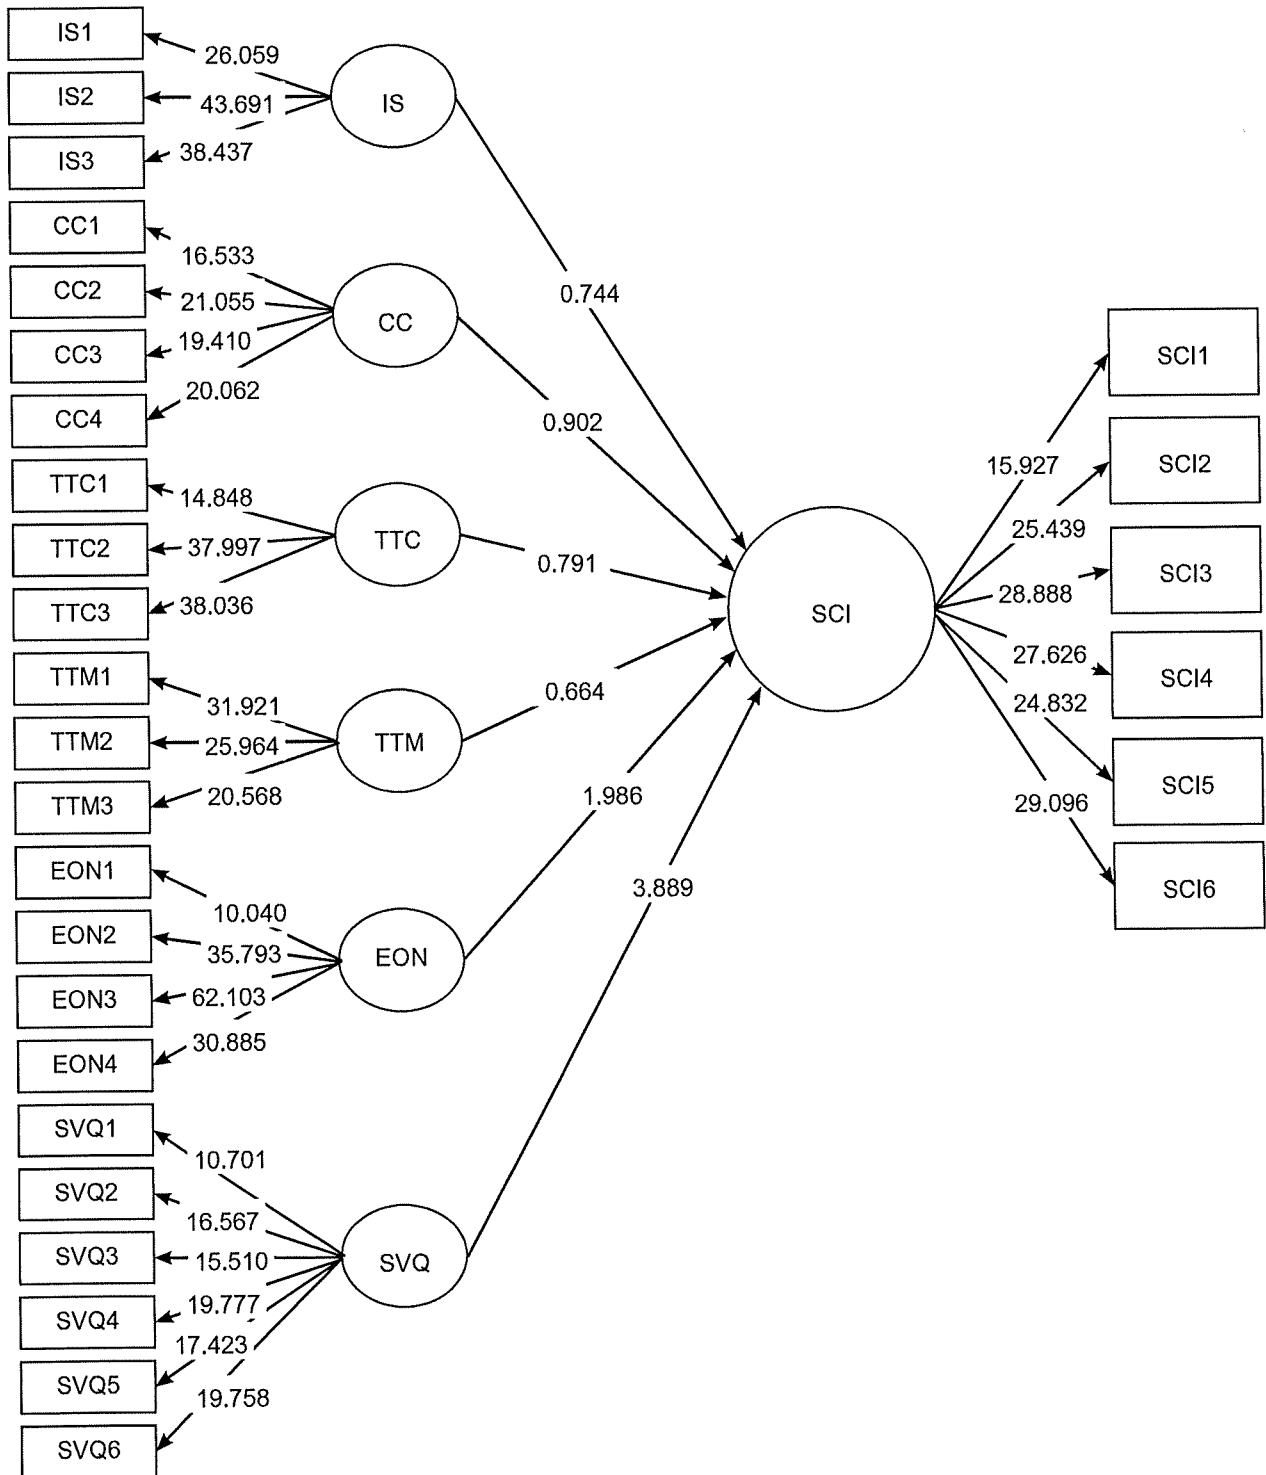 IS1
26.059
IS2
43.691
IS
IS3
38.437
CC1
16.533
CC2
21.055
CC
CC3
19.410
CC4
20.062
TTC1
14.848
TTC2
37.997
TTC
TTC3
38.036
TTM1
31.921
TTM2
25.964
TTM
TTM3
20.568
EON1
10.040
EON2
35.793
EON
EON3
62.103
EON4
30.885
SVQ1
10.701
SVQ2
16.567
SVQ3
15.510
SVQ
SVQ4
19.777
SVQ5
17.423
SVQ6
19.758
0.744
0.902
0.791
0.664
1.986
3.889
SCI
15.927
SCI1
25.439
SCI2
28.888
SCI3
27.626
SCI4
24.832
SCI5
29.096
SCI6